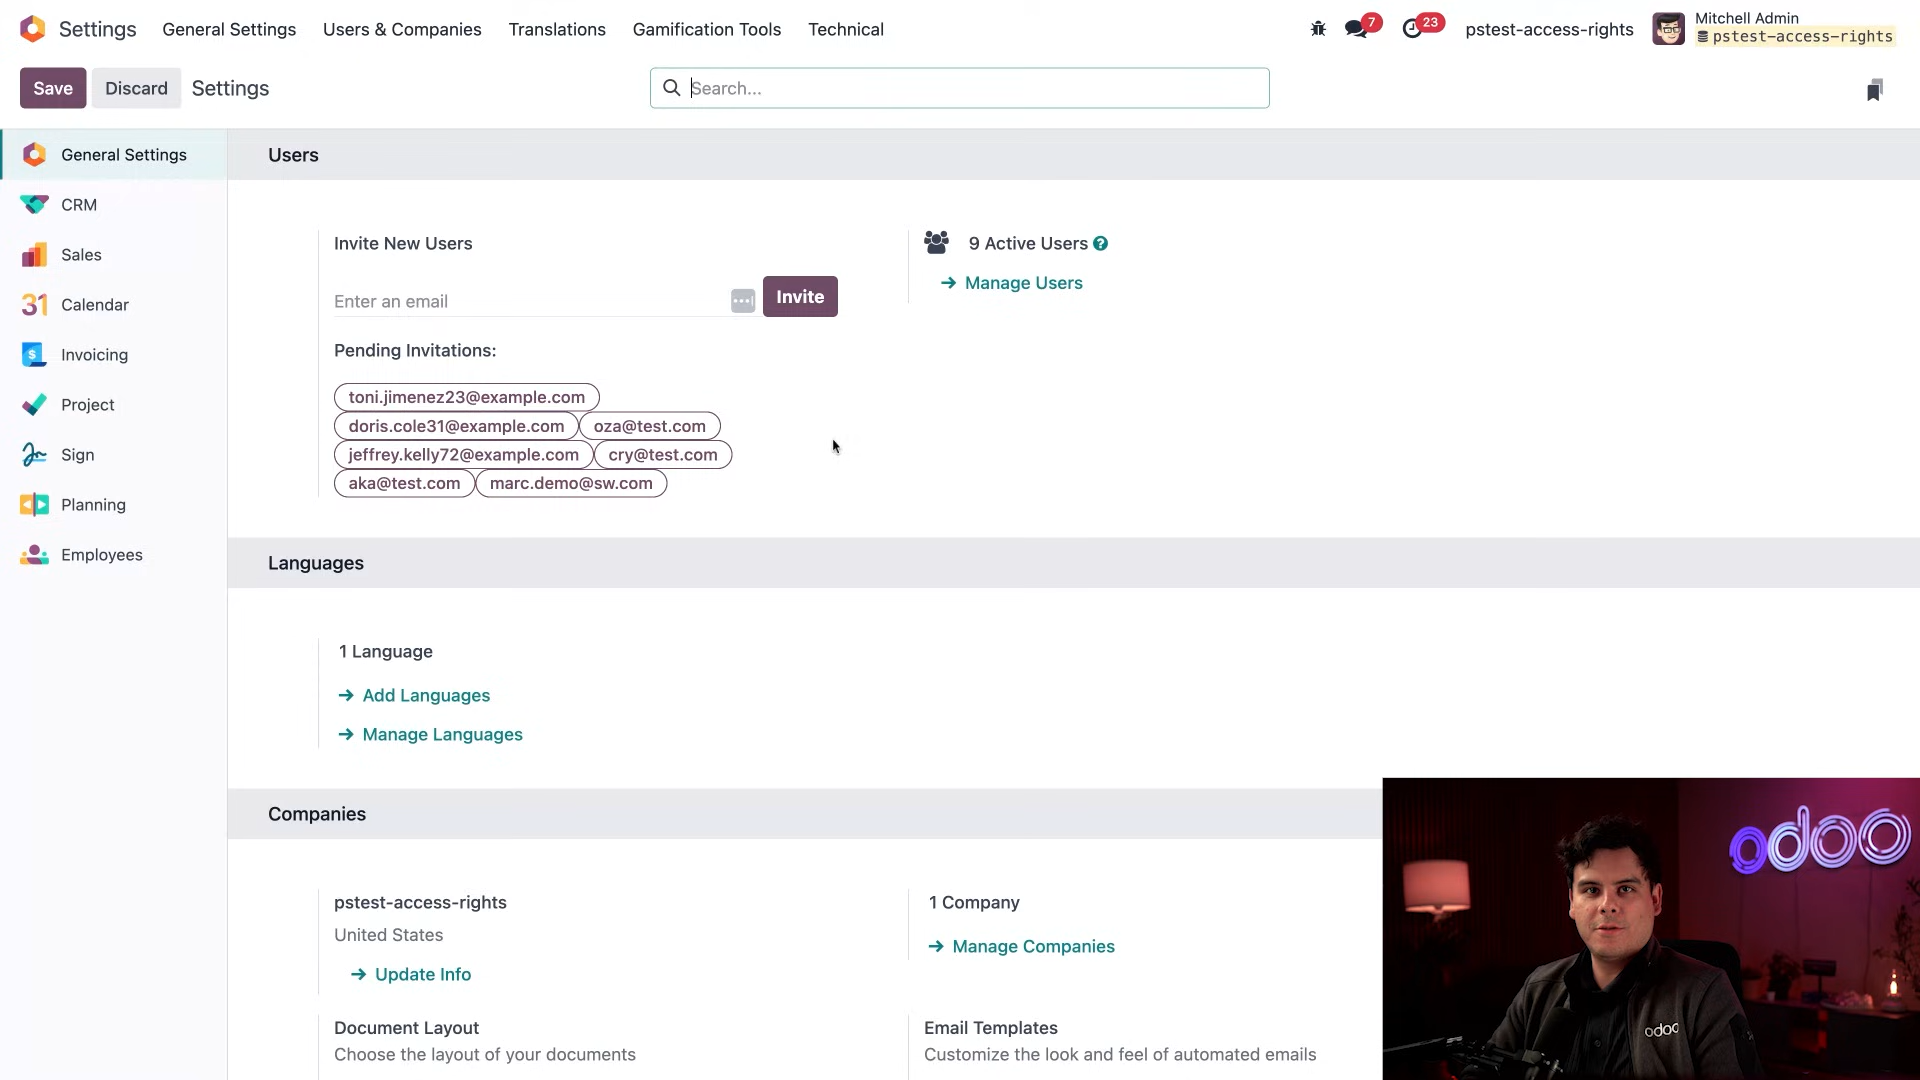 Settings General Settings Users & Companies Translations Gamification Tools Technical 7 23 pstest-access-rights Mitchell Admin
pstest-access-rights
Save Discard Settings Search...
General Settings
CRM
Sales
31 Calendar
Invoicing
Project
Sign
Planning
Employees
Users
Invite New Users
Enter an email Invite
Pending Invitations:
toni.jimenez23@example.com
doris.cole31@example.com oza@test.com
jeffrey.kelly72@example.com cry@test.com
aka@test.com marc.demo@sw.com
9 Active Users ?
→ Manage Users
Languages
1 Language
→ Add Languages
→ Manage Languages
Companies
pstest-access-rights
United States
→ Update Info
1 Company
→ Manage Companies
Document Layout
Choose the layout of your documents
Email Templates
Customize the look and feel of automated emails
odoo
odoo